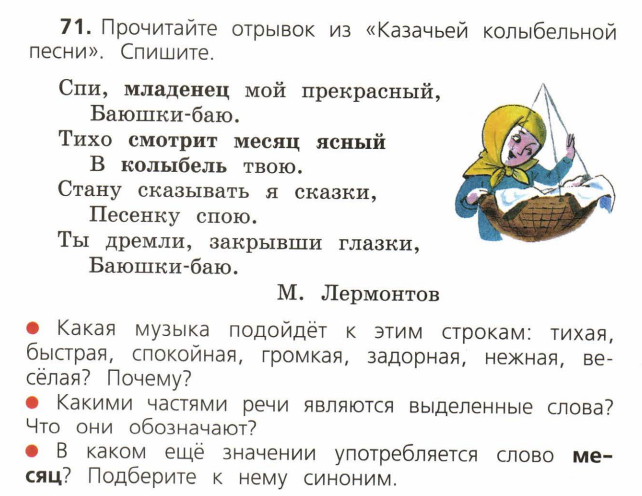 71. Прочитайте отрывок из «Казачьей колыбельной
песни». Спишите.
Спи, младенец мой прекрасный,
Баюшки-баю.
Тихо смотрит месяц ясный
В колыбель твою.
Стану сказывать я сказки,
Песенку спою.
Ты дремли, закрывши глазки,
Баюшки-баю.
М. Лермонтов
● Какая музыка подойдёт к этим строкам: тихая,
быстрая, спокойная, громкая, задорная, нежная, ве-
сёлая? Почему?
● Какими частями речи являются выделенные слова?
Что они обозначают?
● В каком ещё значении употребляется слово ме-
сяц? Подберите к нему синоним.